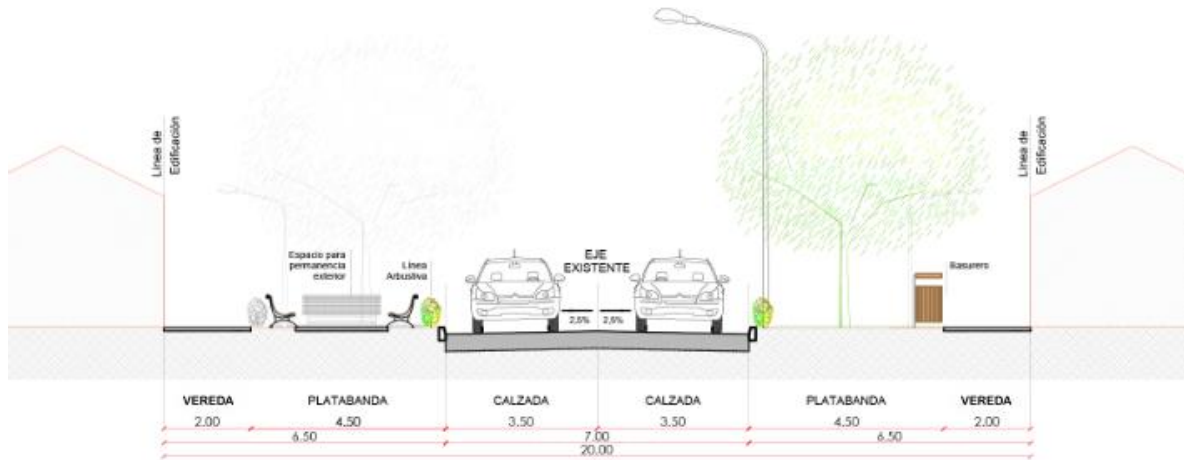 Línea de
Edificación
Espacio para
permanencia
exterior
Línea
Arbustiva
EJE
EXISTENTE
2,5%
2,5%
Basurero
Línea de
Edificación
VEREDA
PLATABANDA
CALZADA
CALZADA
PLATABANDA
VEREDA
2.00
4.50
3.50
3.50
4.50
2.00
6.50
7.00
6.50
20.00